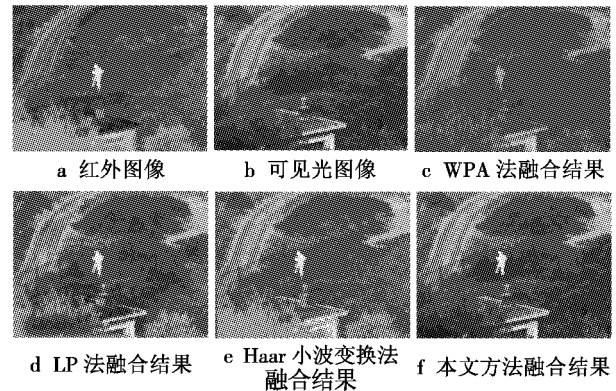 a 红外图像
b 可见光图像
c WPA 法融合结果
d LP 法融合结果
e Haar 小波变换法
融合结果
f 本文方法融合结果